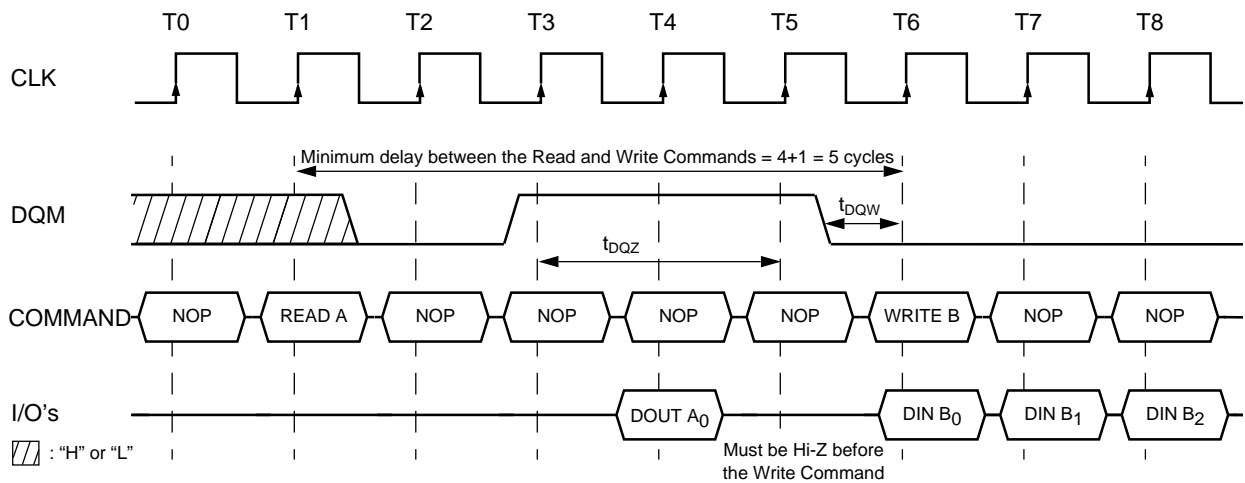 T0 T1 T2 T3 T4 T5 T6 T7 T8
CLK
Minimum delay between the Read and Write Commands = 4+1 = 5 cycles
DQM
tDQW
tDQZ
COMMAND NOP READ A NOP NOP NOP NOP WRITE B NOP NOP
I/O's DOUT A0 DIN B0 DIN B1 DIN B2
: “H” or “L”
Must be Hi-Z before
the Write Command